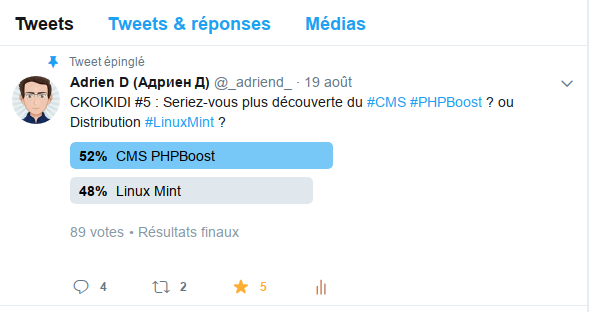 Tweets Tweets & réponses Médias
Tweet épinglé
Adrien D (Адриен Д) @_adriend_ · 19 août
CKOIKIDI #5 : Seriez-vous plus découverte du #CMS #PHPBoost ? ou
Distribution #LinuxMint ?
52% CMS PHPBoost
48% Linux Mint
89 votes • Résultats finaux
4 2 5